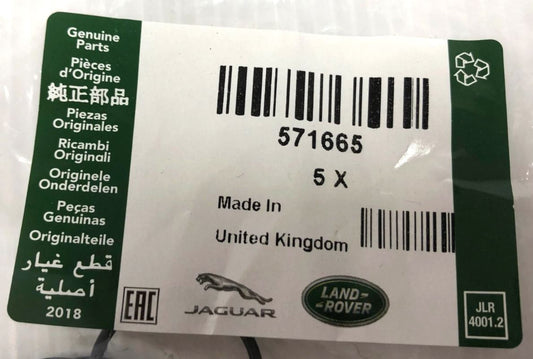 Genuine
Parts
Pièces
d'Origine
純正部品
Piezas
Originales
Ricambi
Originali
Originele
Onderdelen
Peças
Genuínas
Originalteile
قطع غيار
أصلية
2018
571665
5 X
Made In
United Kingdom
EAC
JAGUAR
LAND-
-ROVER
JLR
4001.2